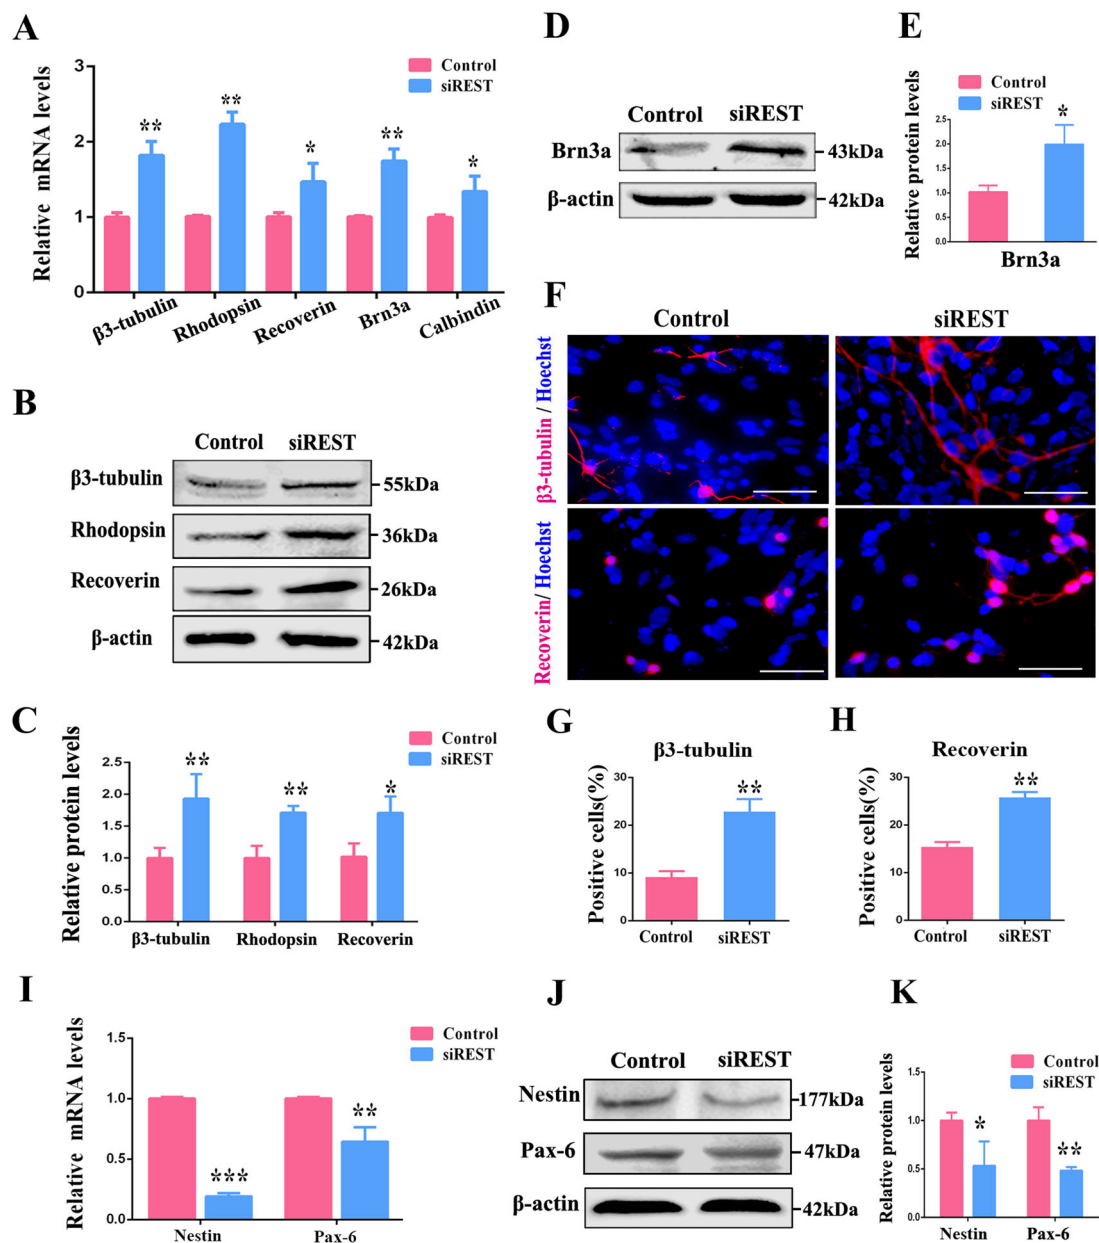 A
Relative mRNA levels
3
2
1
0
Control
siREST
**
**
*
**
*
β3-tubulin
Rhodopsin
Recoverin
Brn3a
Calbindin
B
Control siREST
β3-tubulin
55kDa
Rhodopsin
36kDa
Recoverin
26kDa
β-actin
42kDa
C
Relative protein levels
2.5
2.0
1.5
1.0
0.5
0.0
Control
siREST
**
**
*
β3-tubulin Rhodopsin Recoverin
D
Control siREST
Brn3a
43kDa
β-actin
42kDa
E
Relative protein levels
2.5
2.0
1.5
1.0
0.5
0.0
Control
siREST
*
Brn3a
F
Control siREST
β3-tubulin / Hoechst
Recoverin/ Hoechst
G
β3-tubulin
Positive cells(%)
30
20
10
0
**
Control siREST
H
Recoverin
Positive cells(%)
30
20
10
0
**
Control siREST
I
Relative mRNA levels
1.5
1.0
0.5
0.0
Control
siREST
***
**
Nestin Pax-6
J
Control siREST
Nestin
177kDa
Pax-6
47kDa
β-actin
42kDa
K
Relative protein levels
1.5
1.0
0.5
0.0
Control
siREST
*
**
Nestin Pax-6